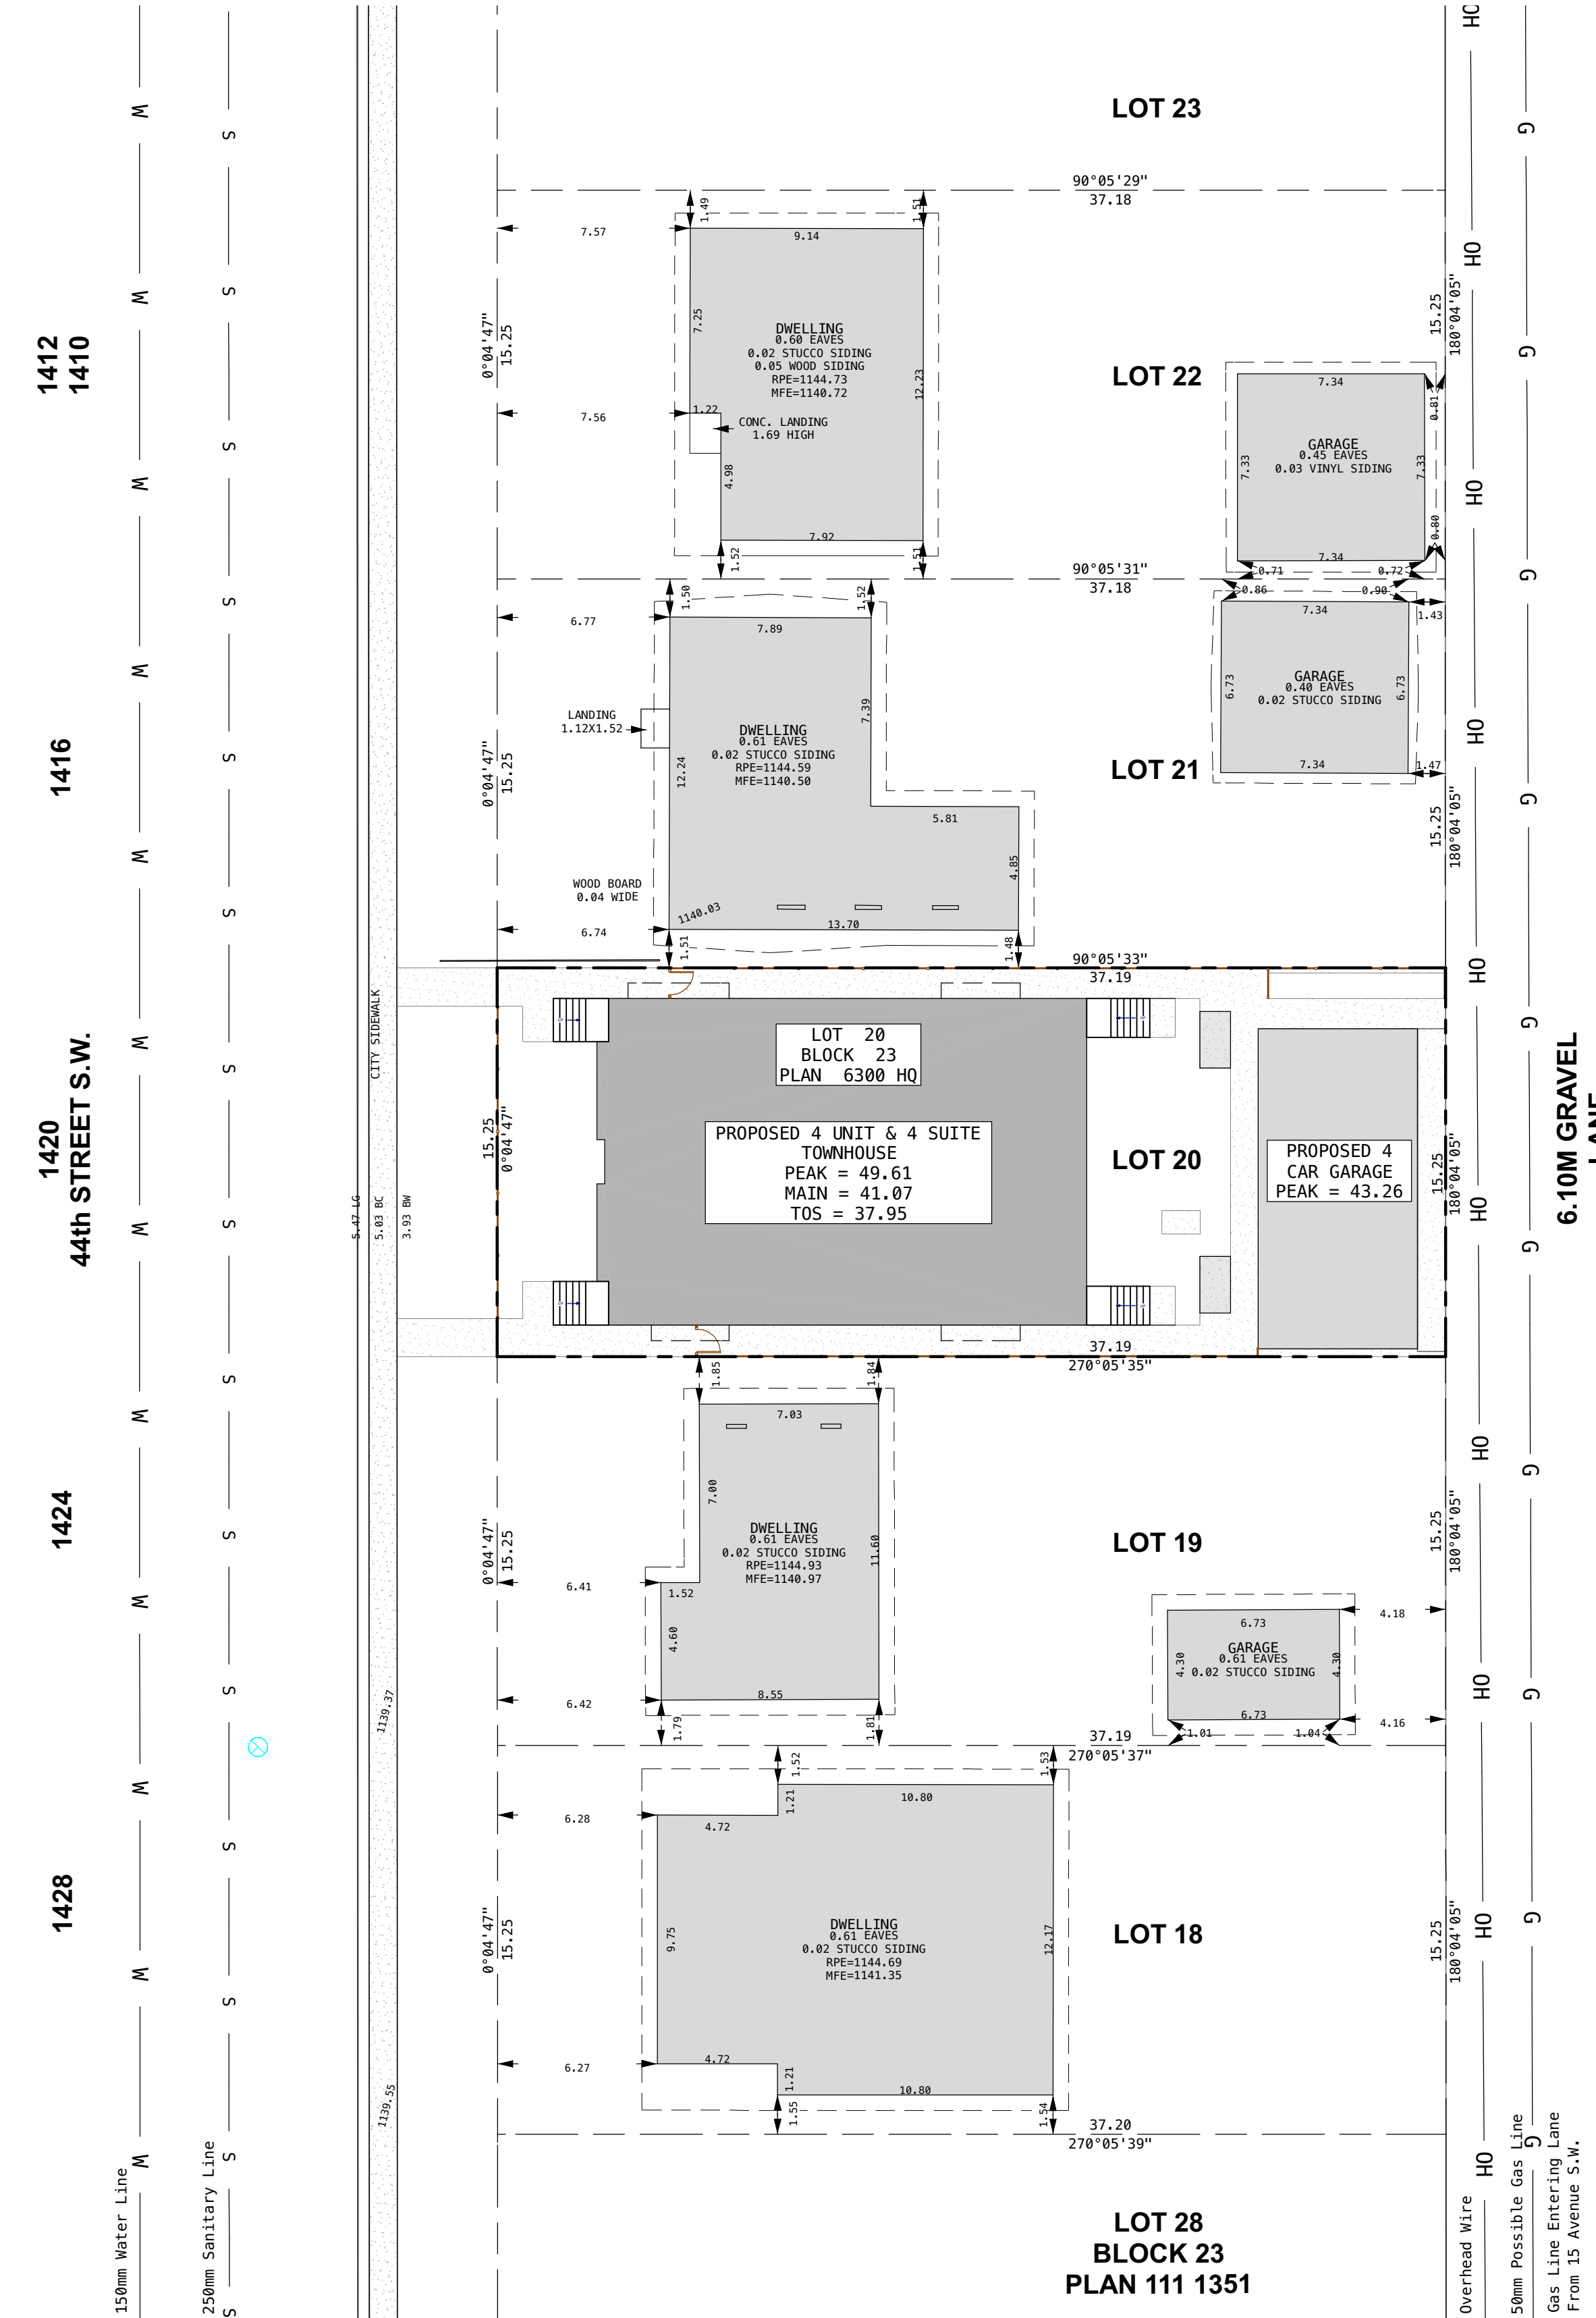 LOT 23
90°05'29"
37.18
1.49
1.51
7.57
9.14
7.25
DWELLING
0.60 EAVES
0.02 STUCCO SIDING
0.05 WOOD SIDING
RPE=1144.73
MFE=1140.72
12.23
1412
1410
0°04'47"
15.25
7.56
1.22
CONC. LANDING
1.69 HIGH
4.98
7.92
1.52
1.51
LOT 22
15.25
180°04'05"
7.34
0.81
GARAGE
0.45 EAVES
0.03 VINYL SIDING
7.33
7.33
0.80
7.34
0.71
0.72
90°05'31"
37.18
1.50
1.52
6.77
7.89
0.86
0.90
7.34
1.43
GARAGE
0.40 EAVES
0.02 STUCCO SIDING
6.73
6.73
7.34
1.47
LANDING
1.12X1.52
7.39
DWELLING
0.61 EAVES
0.02 STUCCO SIDING
RPE=1144.59
MFE=1140.50
12.24
1416
0°04'47"
15.25
LOT 21
15.25
180°04'05"
5.81
4.85
WOOD BOARD
0.04 WIDE
1140.03
13.70
6.74
1.51
1.48
90°05'33"
37.19
CITY SIDEWALK
LOT 20
BLOCK 23
PLAN 6300 HQ
1420
44th STREET S.W.
15.25
0°04'47"
PROPOSED 4 UNIT & 4 SUITE
TOWNHOUSE
PEAK = 49.61
MAIN = 41.07
TOS = 37.95
LOT 20
PROPOSED 4
CAR GARAGE
PEAK = 43.26
15.25
180°04'05"
6.10M GRAVEL
LANE
5.47 LG
5.03 BC
3.93 BW
37.19
270°05'35"
1.85
1.84
7.03
7.00
DWELLING
0.61 EAVES
0.02 STUCCO SIDING
RPE=1144.93
MFE=1140.97
11.60
1424
0°04'47"
15.25
LOT 19
15.25
180°04'05"
6.41
1.52
4.60
6.42
8.55
1.79
1.81
6.73
4.18
GARAGE
0.61 EAVES
0.02 STUCCO SIDING
4.30
4.30
6.73
4.16
1.01
1.04
1139.37
37.19
270°05'37"
1.52
1.53
1.21
10.80
6.28
4.72
1428
0°04'47"
15.25
9.75
DWELLING
0.61 EAVES
0.02 STUCCO SIDING
RPE=1144.69
MFE=1141.35
12.17
LOT 18
15.25
180°04'05"
6.27
4.72
1.21
10.80
1.55
1.54
1139.55
37.20
270°05'39"
150mm Water Line
250mm Sanitary Line
LOT 28
BLOCK 23
PLAN 111 1351
Overhead Wire
50mm Possible Gas Line
Gas Line Entering Lane
From 15 Avenue S.W.
W W W W W W W W W W W W
S S S S S S S S S S S S S S S
HO HO HO HO HO HO HO HO HO HO
G G G G G G G G G G